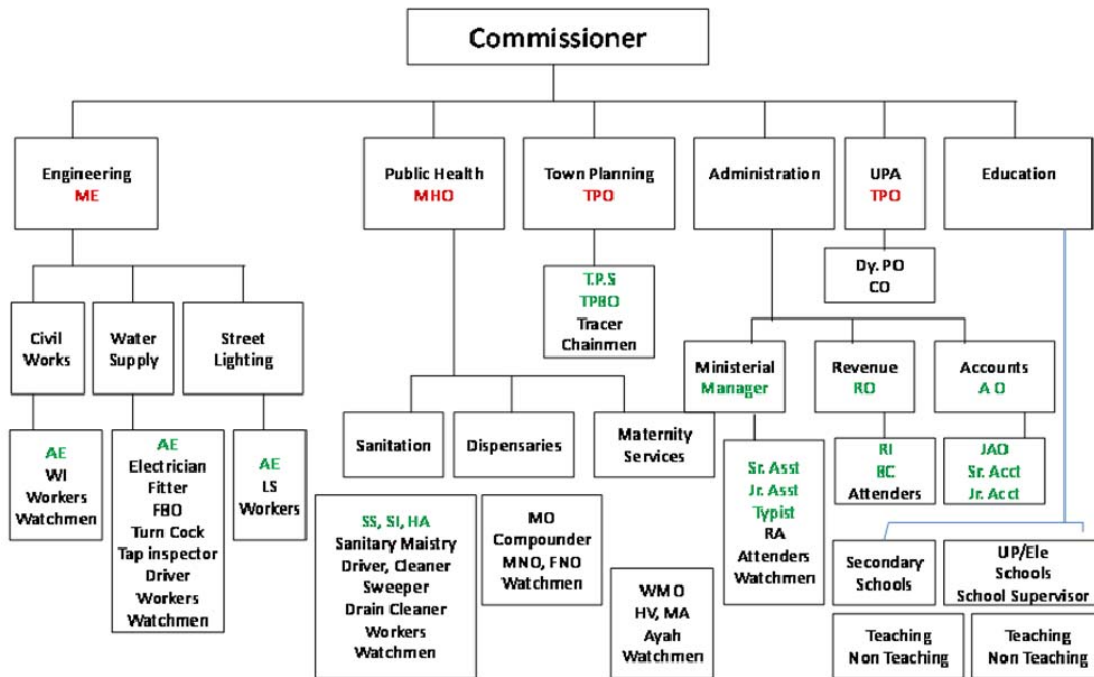 Commissioner
Engineering
ME
Public Health
MHO
Town Planning
TPO
Administration
UPA
TPO
Education
Civil
Works
Water
Supply
Street
Lighting
T.P.S
TPBO
Tracer
Chainmen
Dy. PO
CO
Ministerial
Manager
Revenue
RO
Accounts
A O
Sanitation
Dispensaries
Maternity
Services
AE
WI
Workers
Watchmen
AE
Electrician
Fitter
FBO
Turn Cock
Tap inspector
Driver
Workers
Watchmen
AE
LS
Workers
SS, SI, HA
Sanitary Maistry
Driver, Cleaner
Sweeper
Drain Cleaner
Workers
Watchmen
MO
Compounder
MNO, FNO
Watchmen
WMO
HV, MA
Ayah
Watchmen
Sr. Asst
Jr. Asst
Typist
RA
Attenders
Watchmen
RI
BC
Attenders
JAO
Sr. Acct
Jr. Acct
Secondary
Schools
UP/Ele
Schools
School Supervisor
Teaching
Non Teaching
Teaching
Non Teaching